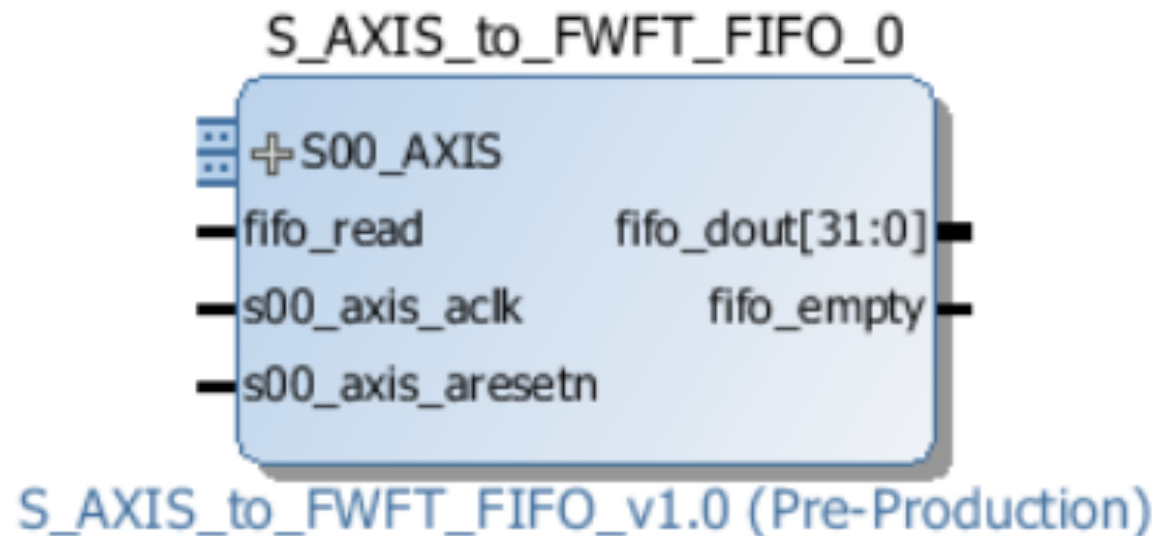 S_AXIS_to_FWFT_FIFO_0
S00_AXIS
fifo_read fifo_dout[31:0]
s00_axis_aclk fifo_empty
s00_axis_aresetn
S_AXIS_to_FWFT_FIFO_v1.0 (Pre-Production)